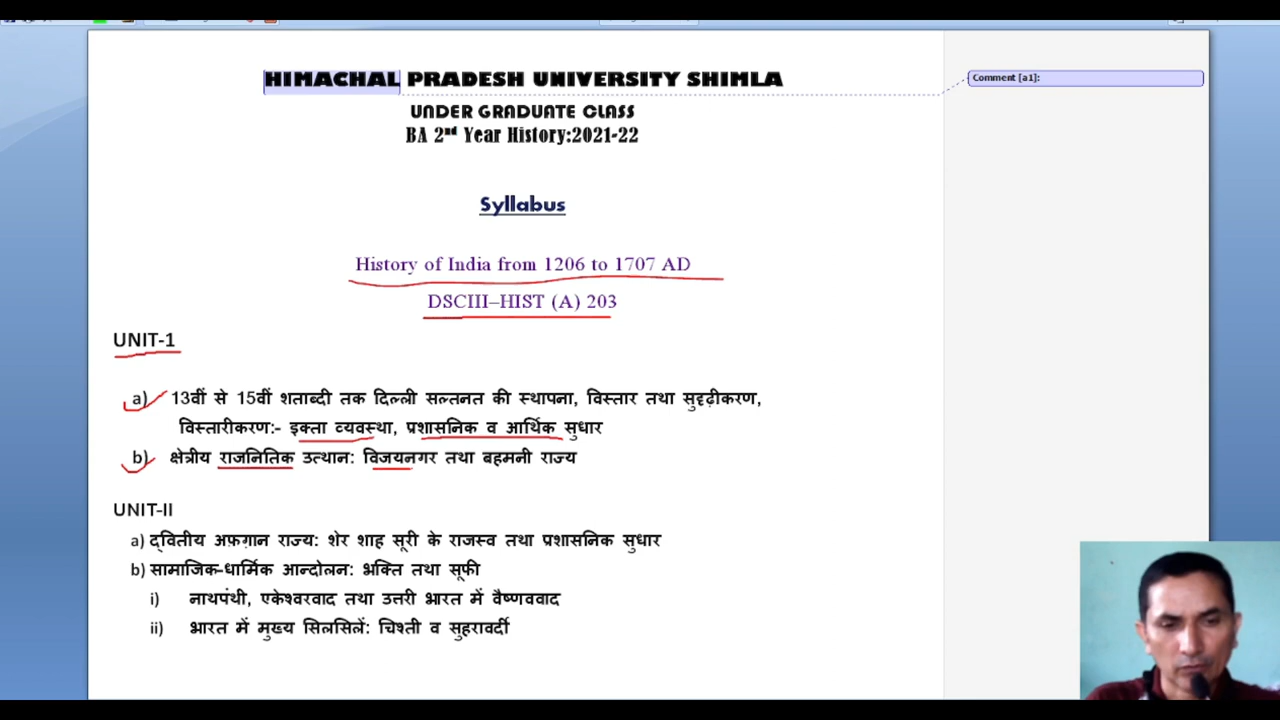 HIMACHAL PRADESH UNIVERSITY SHIMLA
Comment [a1]:
UNDER GRADUATE CLASS
BA 2nd Year History:2021-22
Syllabus
History of India from 1206 to 1707 AD
DSCIII–HIST (A) 203
UNIT-1
a) 13वीं से 15वीं शताब्दी तक दिल्ली सल्तनत की स्थापना, विस्तार तथा सुदृढ़ीकरण,
विस्तारीकरण:- इक्ता व्यवस्था, प्रशासनिक व आर्थिक सुधार
b) क्षेत्रीय राजनितिक उत्थान: विजयनगर तथा बहमनी राज्य
UNIT-II
a) द्वितीय अफ़ग़ान राज्य: शेर शाह सूरी के राजस्व तथा प्रशासनिक सुधार
b) सामाजिक-धार्मिक आन्दोलन: भक्ति तथा सूफी
i) नाथपंथी, एकेश्वरवाद तथा उत्तरी भारत में वैष्णववाद
ii) भारत में मुख्य सिलसिलें: चिश्ती व सुहरावर्दी